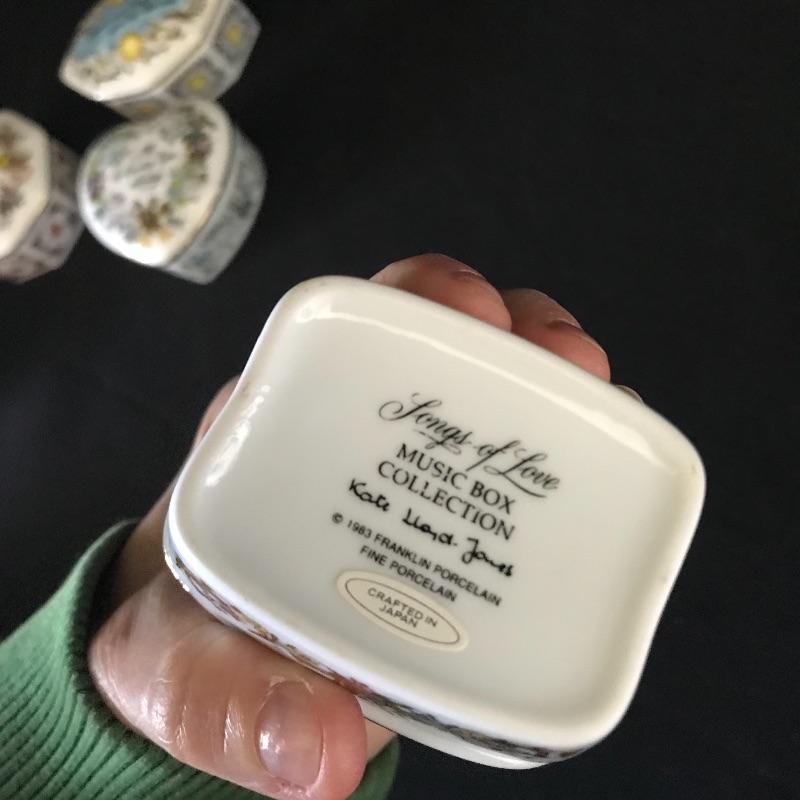 Songs of Love
MUSIC BOX
COLLECTION
Kate Lloyd-Jones
© 1983 FRANKLIN PORCELAIN
FINE PORCELAIN
CRAFTED IN
JAPAN